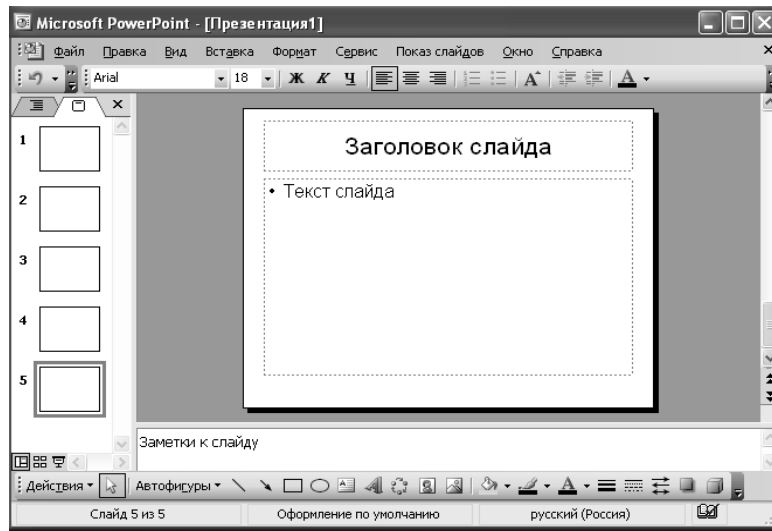 Microsoft PowerPoint - [Презентация1]
Файл Правка Вид Вставка Формат Сервис Показ слайдов Окно Справка
Arial 18 Ж К Ч A A
1
2
3
4
5
Заголовок слайда
• Текст слайда
Заметки к слайду
Действия Автофигуры A
Слайд 5 из 5 Оформление по умолчанию русский (Россия)